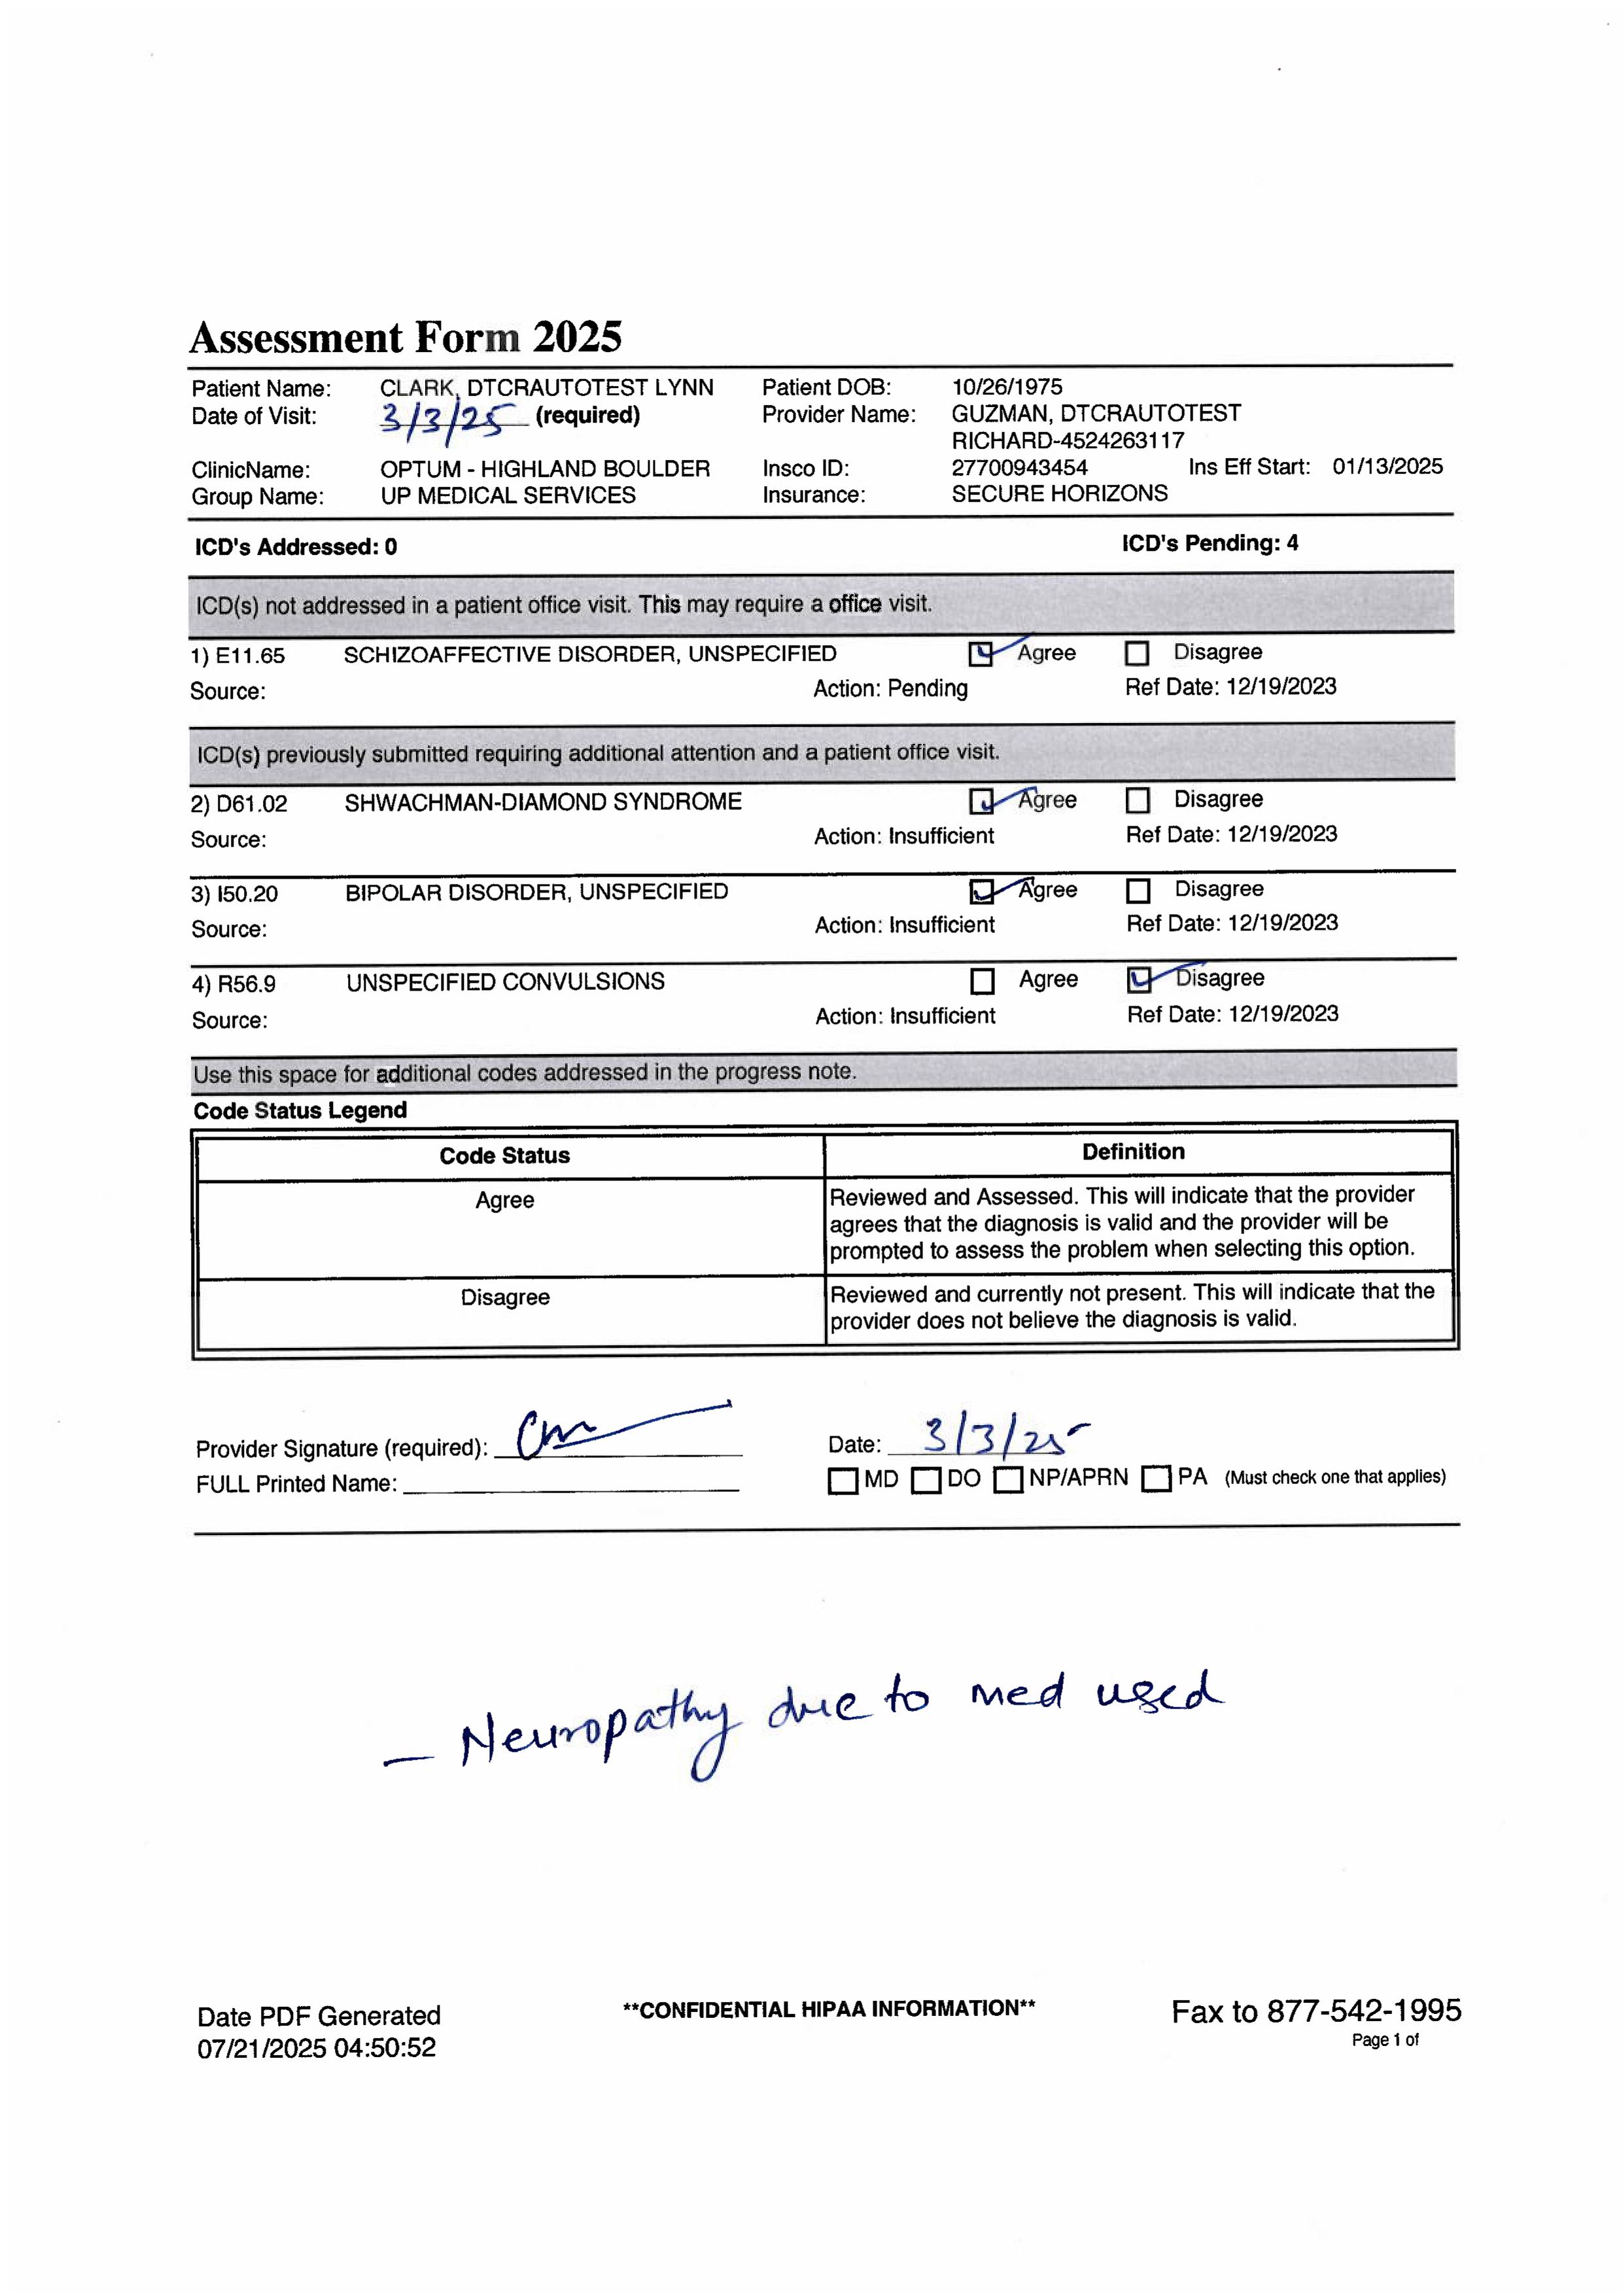 Assessment Form 2025
Patient Name: CLARK, DTCRAUTOTEST LYNN Patient DOB: 10/26/1975
Date of Visit: 3/3/25 (required) Provider Name: GUZMAN, DTCRAUTOTEST
RICHARD-4524263117
ClinicName: OPTUM - HIGHLAND BOULDER Insco ID: 27700943454 Ins Eff Start: 01/13/2025
Group Name: UP MEDICAL SERVICES Insurance: SECURE HORIZONS
ICD's Addressed: 0 ICD's Pending: 4
ICD(s) not addressed in a patient office visit. This may require a office visit.
1) E11.65 SCHIZOAFFECTIVE DISORDER, UNSPECIFIED Agree Disagree
Source: Action: Pending Ref Date: 12/19/2023
ICD(s) previously submitted requiring additional attention and a patient office visit.
2) D61.02 SHWACHMAN-DIAMOND SYNDROME Agree Disagree
Source: Action: Insufficient Ref Date: 12/19/2023
3) I50.20 BIPOLAR DISORDER, UNSPECIFIED Agree Disagree
Source: Action: Insufficient Ref Date: 12/19/2023
4) R56.9 UNSPECIFIED CONVULSIONS Agree Disagree
Source: Action: Insufficient Ref Date: 12/19/2023
Use this space for additional codes addressed in the progress note.
Code Status Legend
Code Status Definition
Agree Reviewed and Assessed. This will indicate that the provider
agrees that the diagnosis is valid and the provider will be
prompted to assess the problem when selecting this option.
Disagree Reviewed and currently not present. This will indicate that the
provider does not believe the diagnosis is valid.
Provider Signature (required): Date: 3/3/25
FULL Printed Name: MD DO NP/APRN PA (Must check one that applies)
— Neuropathy due to med used
Date PDF Generated **CONFIDENTIAL HIPAA INFORMATION** Fax to 877-542-1995
07/21/2025 04:50:52 Page 1 of